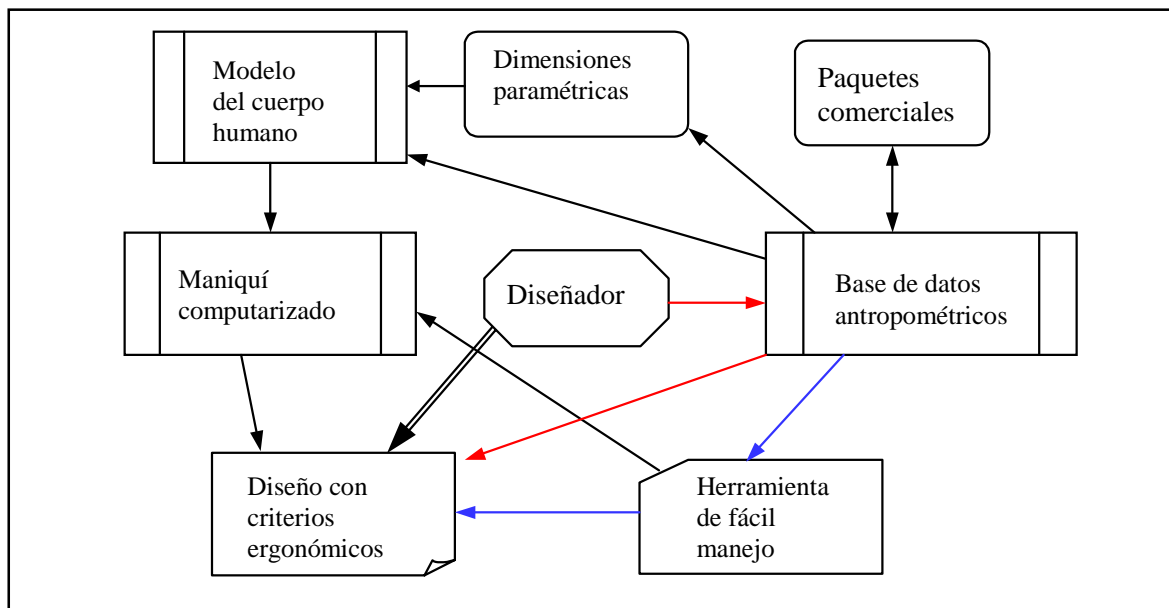 Modelo
del cuerpo
humano
Dimensiones
paramétricas
Paquetes
comerciales
Maniquí
computarizado
Diseñador
Base de datos
antropométricos
Diseño con
criterios
ergonómicos
Herramienta
de fácil
manejo